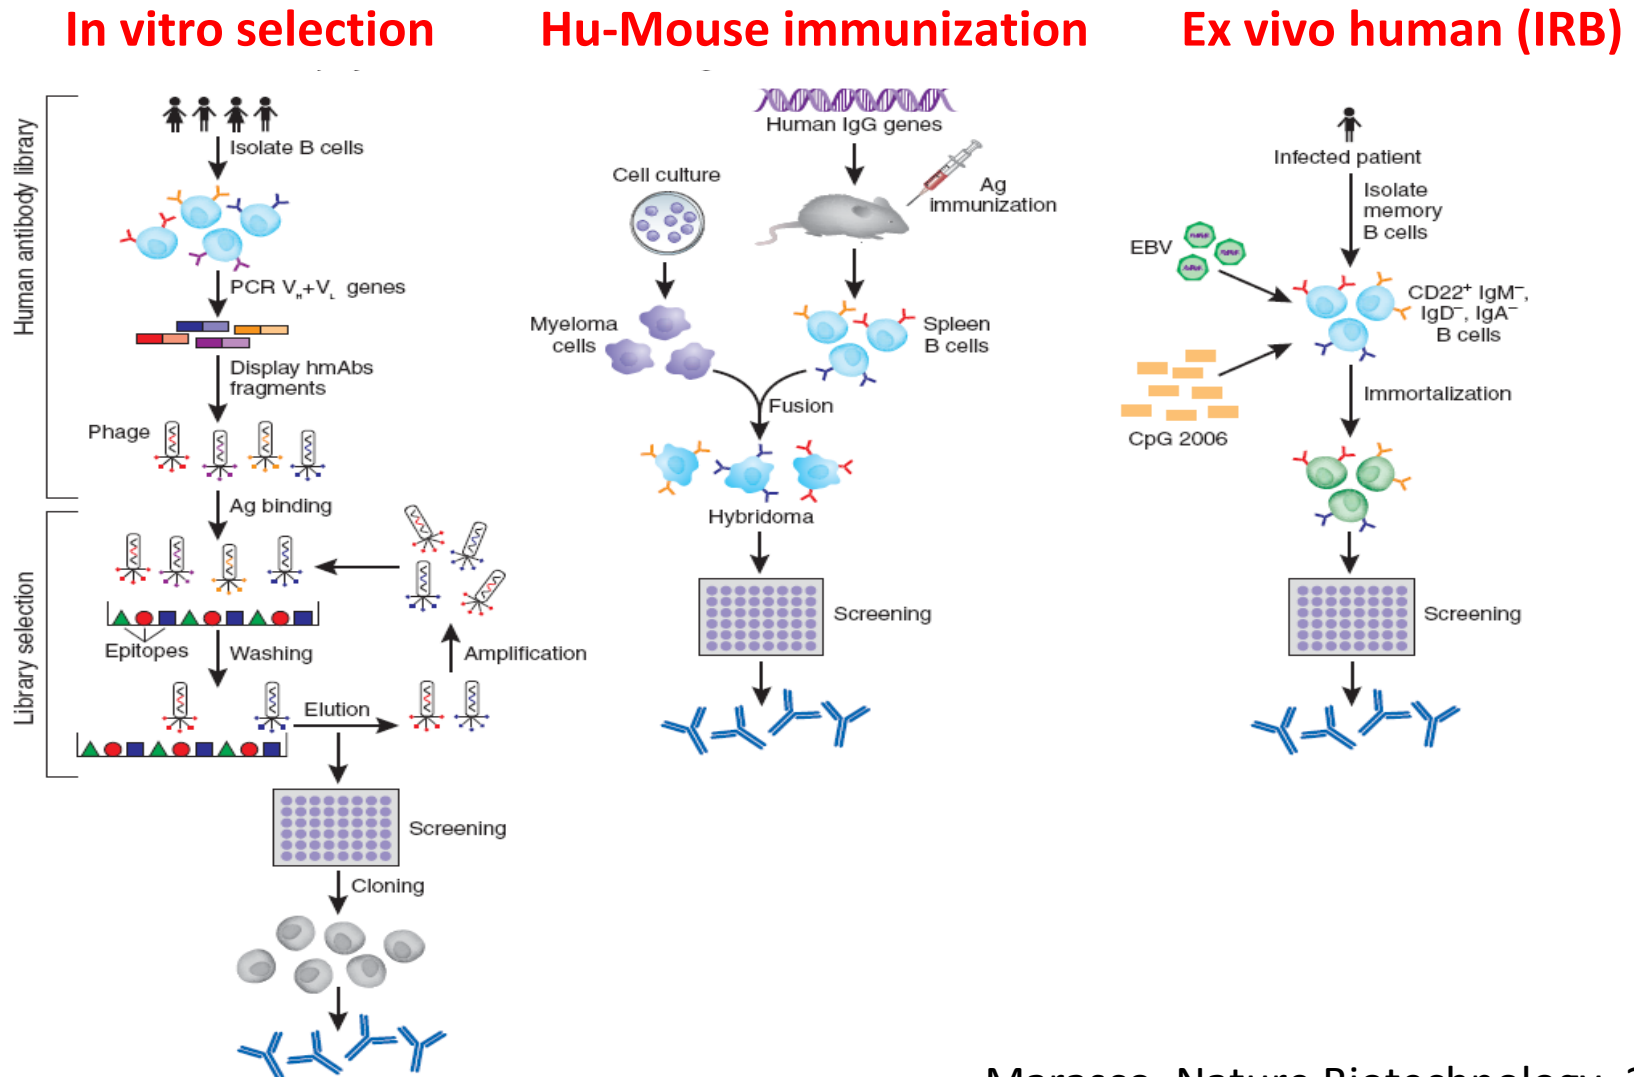 In vitro selection
Hu-Mouse immunization
Ex vivo human (IRB)
Human antibody library
Isolate B cells
PCR VH+VL genes
Display hmAbs
fragments
Phage
Ag binding
Library selection
Epitopes
Washing
Elution
Amplification
Screening
Cloning
Human IgG genes
Cell culture
Ag
immunization
Myeloma
cells
Spleen
B cells
Fusion
Hybridoma
Screening
Infected patient
Isolate
memory
B cells
EBV
CD22⁺ IgM⁻,
IgD⁻, IgA⁻
B cells
CpG 2006
Immortalization
Screening
Nature Biotechnology